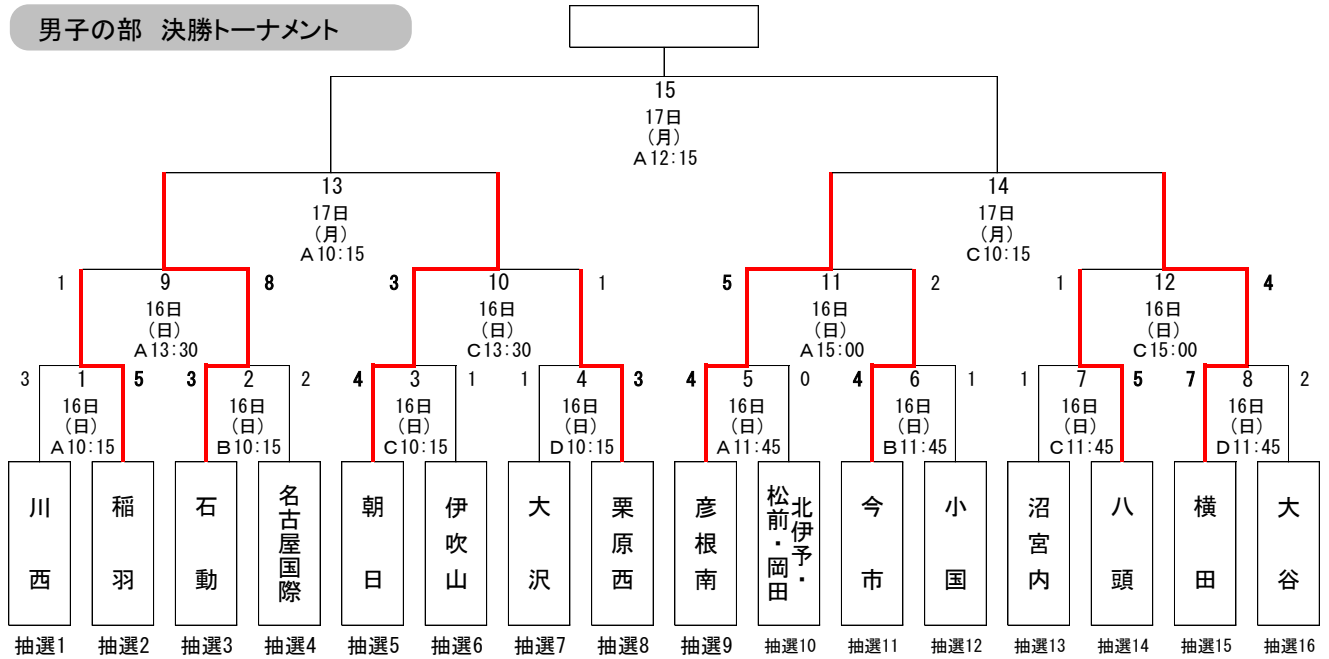 男子の部 決勝トーナメント
15
17日
(月)
A12:15
13
17日
(月)
A10:15
14
17日
(月)
C10:15
1 9 8
16日
(日)
A13:30
3 10 1
16日
(日)
C13:30
5 11 2
16日
(日)
A15:00
1 12 4
16日
(日)
C15:00
3 1 5
16日
(日)
A10:15
3 2 2
16日
(日)
B10:15
4 3 1
16日
(日)
C10:15
1 4 3
16日
(日)
D10:15
4 5 0
16日
(日)
A11:45
4 6 1
16日
(日)
B11:45
1 7 5
16日
(日)
C11:45
7 8 2
16日
(日)
D11:45
川西
稲羽
石動
名古屋国際
朝日
伊吹山
大沢
栗原西
彦根南
北伊予・
松前・岡田
今市
小国
沼宮内
八頭
横田
大谷
抽選1 抽選2 抽選3 抽選4 抽選5 抽選6 抽選7 抽選8 抽選9 抽選10 抽選11 抽選12 抽選13 抽選14 抽選15 抽選16